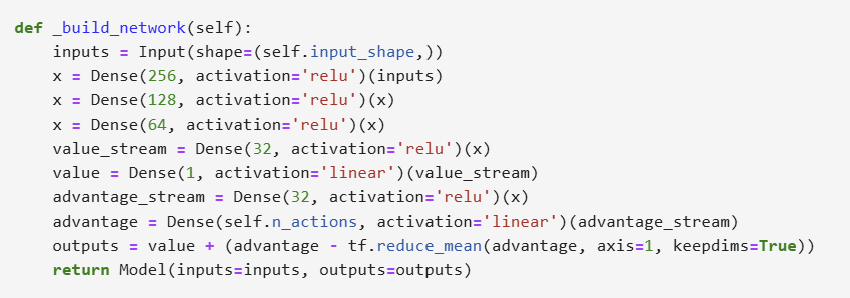 def _build_network(self):
    inputs = Input(shape=(self.input_shape,))
    x = Dense(256, activation='relu')(inputs)
    x = Dense(128, activation='relu')(x)
    x = Dense(64, activation='relu')(x)
    value_stream = Dense(32, activation='relu')(x)
    value = Dense(1, activation='linear')(value_stream)
    advantage_stream = Dense(32, activation='relu')(x)
    advantage = Dense(self.n_actions, activation='linear')(advantage_stream)
    outputs = value + (advantage - tf.reduce_mean(advantage, axis=1, keepdims=True))
    return Model(inputs=inputs, outputs=outputs)